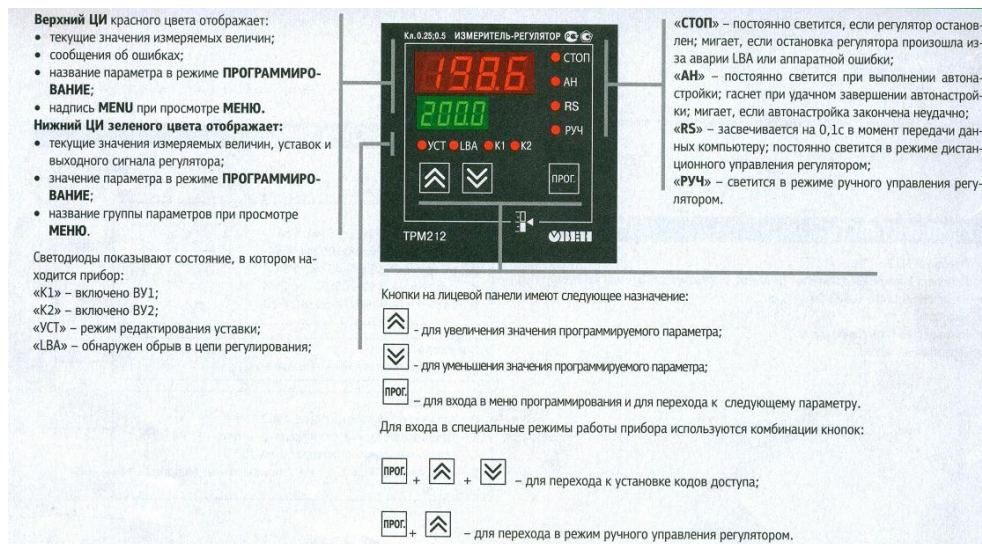 Верхний ЦИ красного цвета отображает:
• текущие значения измеряемых величин;
• сообщения об ошибках;
• название параметра в режиме ПРОГРАММИРО-
ВАНИЕ;
• надпись MENU при просмотре МЕНЮ.
Нижний ЦИ зеленого цвета отображает:
• текущие значения измеряемых величин, уставок и
выходного сигнала регулятора;
• значение параметра в режиме ПРОГРАММИРО-
ВАНИЕ;
• название группы параметров при просмотре
МЕНЮ.
Светодиоды показывают состояние, в котором на-
ходится прибор:
«К1» – включено ВУ1;
«К2» – включено ВУ2;
«УСТ» – режим редактирования уставки;
«LBA» – обнаружен обрыв в цепи регулирования;
Кл.0.25;0.5 ИЗМЕРИТЕЛЬ-РЕГУЛЯТОР
198.6
200.0
СТОП
АН
RS
РУЧ
УСТ LBA К1 К2
ПРОГ.
ТРМ212
ОВЕН
«СТОП» – постоянно светится, если регулятор останов-
лен; мигает, если остановка регулятора произошла из-
за аварии LBA или аппаратной ошибки;
«АН» – постоянно светится при выполнении автона-
стройки; гаснет при удачном завершении автонастрой-
ки; мигает, если автонастройка закончена неудачно;
«RS» – засвечивается на 0,1с в момент передачи дан-
ных компьютеру; постоянно светится в режиме дистан-
ционного управления регулятором;
«РУЧ» – светится в режиме ручного управления регу-
лятором.
Кнопки на лицевой панели имеют следующее назначение:
- для увеличения значения программируемого параметра;
- для уменьшения значения программируемого параметра;
ПРОГ. – для входа в меню программирования и для перехода к следующему параметру.
Для входа в специальные режимы работы прибора используются комбинации кнопок:
ПРОГ. + + – для перехода к установке кодов доступа;
ПРОГ. + – для перехода в режим ручного управления регулятором.